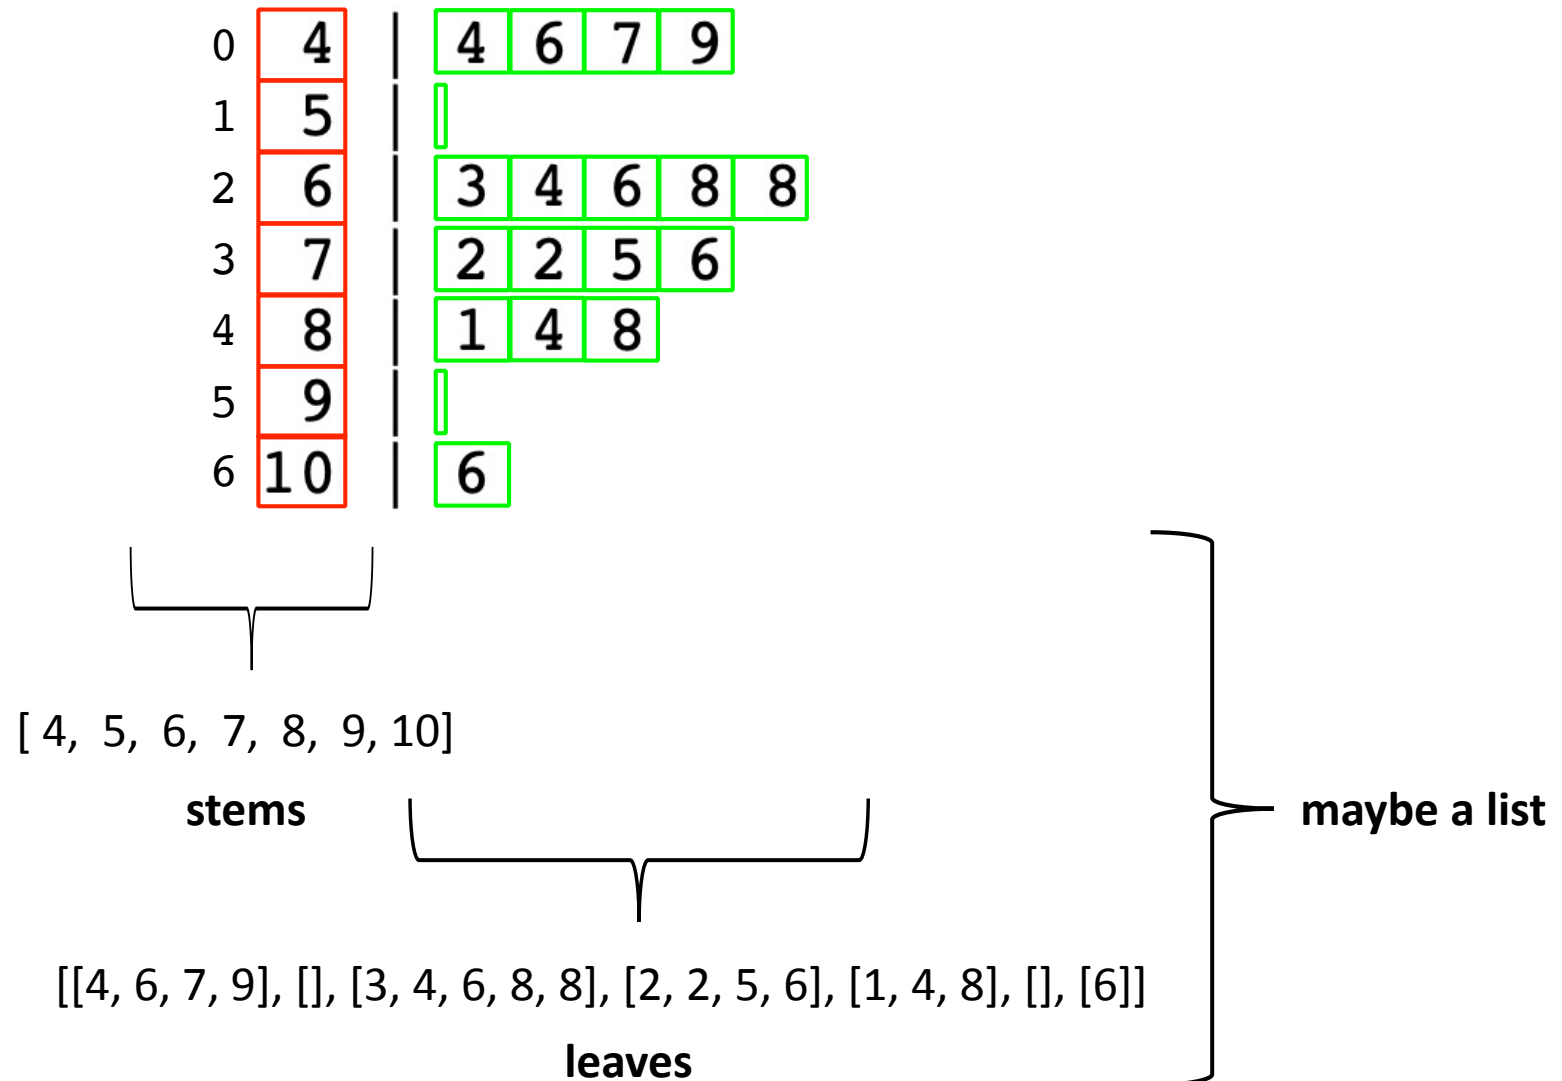 0 4 | 4 6 7 9
1 5 |
2 6 | 3 4 6 8 8
3 7 | 2 2 5 6
4 8 | 1 4 8
5 9 |
6 10 | 6
[ 4, 5, 6, 7, 8, 9, 10]
stems
maybe a list
[[4, 6, 7, 9], [], [3, 4, 6, 8, 8], [2, 2, 5, 6], [1, 4, 8], [], [6]]
leaves